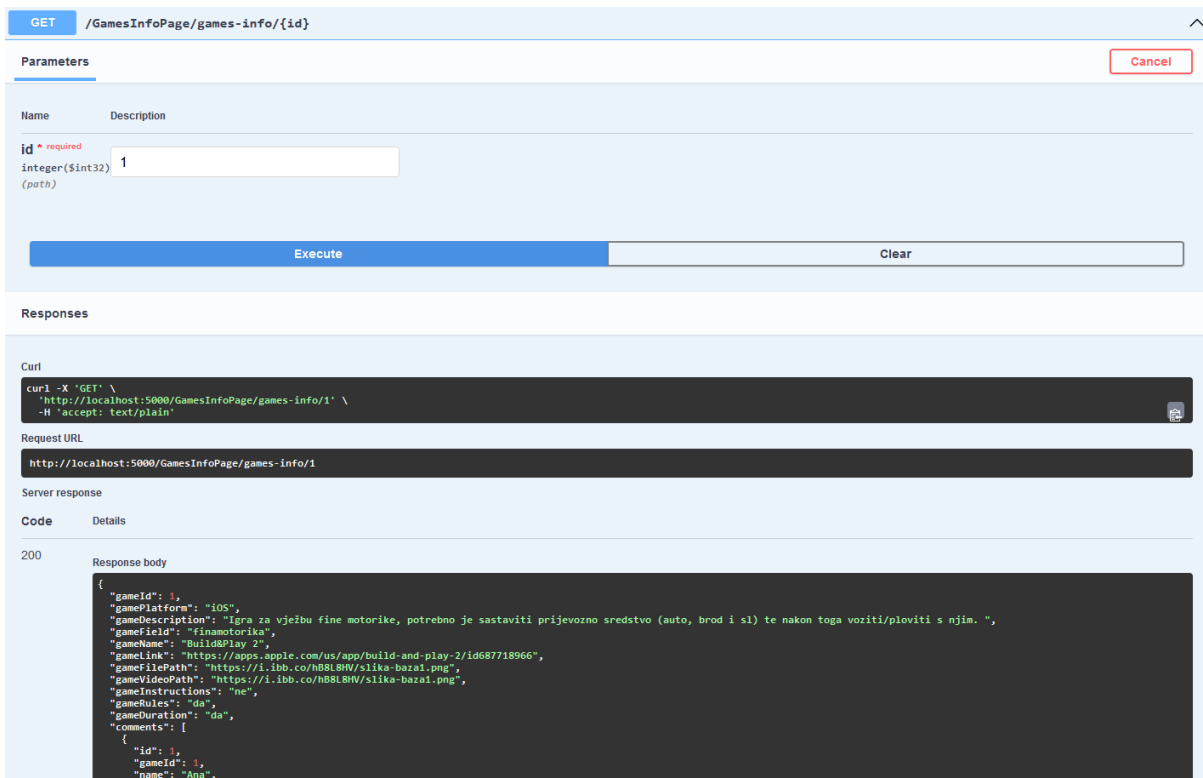 GET /GamesInfoPage/games-info/{id}
Parameters
Cancel
Name Description
id * required
integer($int32)
(path)
1
Execute Clear
Responses
Curl
curl -X 'GET' \
'http://localhost:5000/GamesInfoPage/games-info/1' \
-H 'accept: text/plain'
Request URL
http://localhost:5000/GamesInfoPage/games-info/1
Server response
Code Details
200
Response body
{
"gameId": 1,
"gamePlatform": "iOS",
"gameDescription": "Igra za vježbu fine motorike, potrebno je sastaviti prijevozno sredstvo (auto, brod i sl) te nakon toga voziti/ploviti s njim. ",
"gameField": "finamotorika",
"gameName": "Build&Play 2",
"gameLink": "https://apps.apple.com/us/app/build-and-play-2/id687718966",
"gameFilePath": "https://i.ibb.co/hB8L8HV/slika-baza1.png",
"gameVideoPath": "https://i.ibb.co/hB8L8HV/slika-baza1.png",
"gameInstructions": "ne",
"gameRules": "da",
"gameDuration": "da",
"comments": [
{
"id": 1,
"gameId": 1,
"name": "Ana",